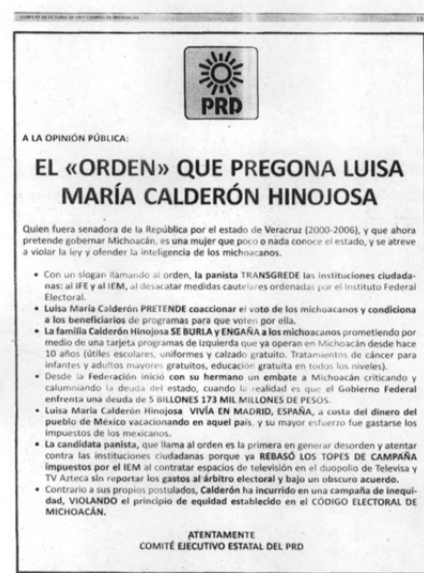 13
PRD
A LA OPINIÓN PÚBLICA:
EL «ORDEN» QUE PREGONA LUISA
MARÍA CALDERÓN HINOJOSA
Quien fuera senadora de la República por el estado de Veracruz (2000-2006), y que ahora
pretende gobernar Michoacán, es una mujer que poco o nada conoce el estado, y se atreve
a violar la ley y ofender la inteligencia de los michoacanos.
• Con un slogan llamando al orden, la panista TRANSGREDE las instituciones ciudada-
nas: al IFE y al IEM, al desacatar medidas cautelares ordenadas por el Instituto Federal
Electoral.
• Luisa María Calderón PRETENDE coaccionar el voto de los michoacanos y condiciona
a los beneficiarios de programas para que voten por ella.
• La familia Calderón Hinojosa SE BURLA y ENGAÑA a los michoacanos prometiendo por
medio de una tarjeta programas de izquierda que ya operan en Michoacán desde hace
10 años (útiles escolares, uniformes y calzado gratuito. Tratamientos de cáncer para
infantes y adultos mayores gratuitos, educación gratuita en todos los niveles).
• Desde la Federación inició con su hermano un embate a Michoacán criticando y
calumniando la deuda del estado, cuando la realidad es que el Gobierno Federal
enfrenta una deuda de 5 BILLONES 173 MIL MILLONES DE PESOS.
• Luisa María Calderón Hinojosa VIVÍA EN MADRID, ESPAÑA, a costa del dinero del
pueblo de México vacacionando en aquel país, y su mayor esfuerzo fue gastarse los
impuestos de los mexicanos.
• La candidata panista, que llama al orden es la primera en generar desorden y atentar
contra las instituciones ciudadanas porque ya REBASÓ LOS TOPES DE CAMPAÑA
impuestos por el IEM al contratar espacios de televisión en el duopolio de Televisa y
TV Azteca sin reportar los gastos al árbitro electoral y bajo un obscuro acuerdo.
• Contrario a sus propios postulados, Calderón ha incurrido en una campaña de inequi-
dad, VIOLANDO el principio de equidad establecido en el CÓDIGO ELECTORAL DE
MICHOACÁN.
ATENTAMENTE
COMITÉ EJECUTIVO ESTATAL DEL PRD